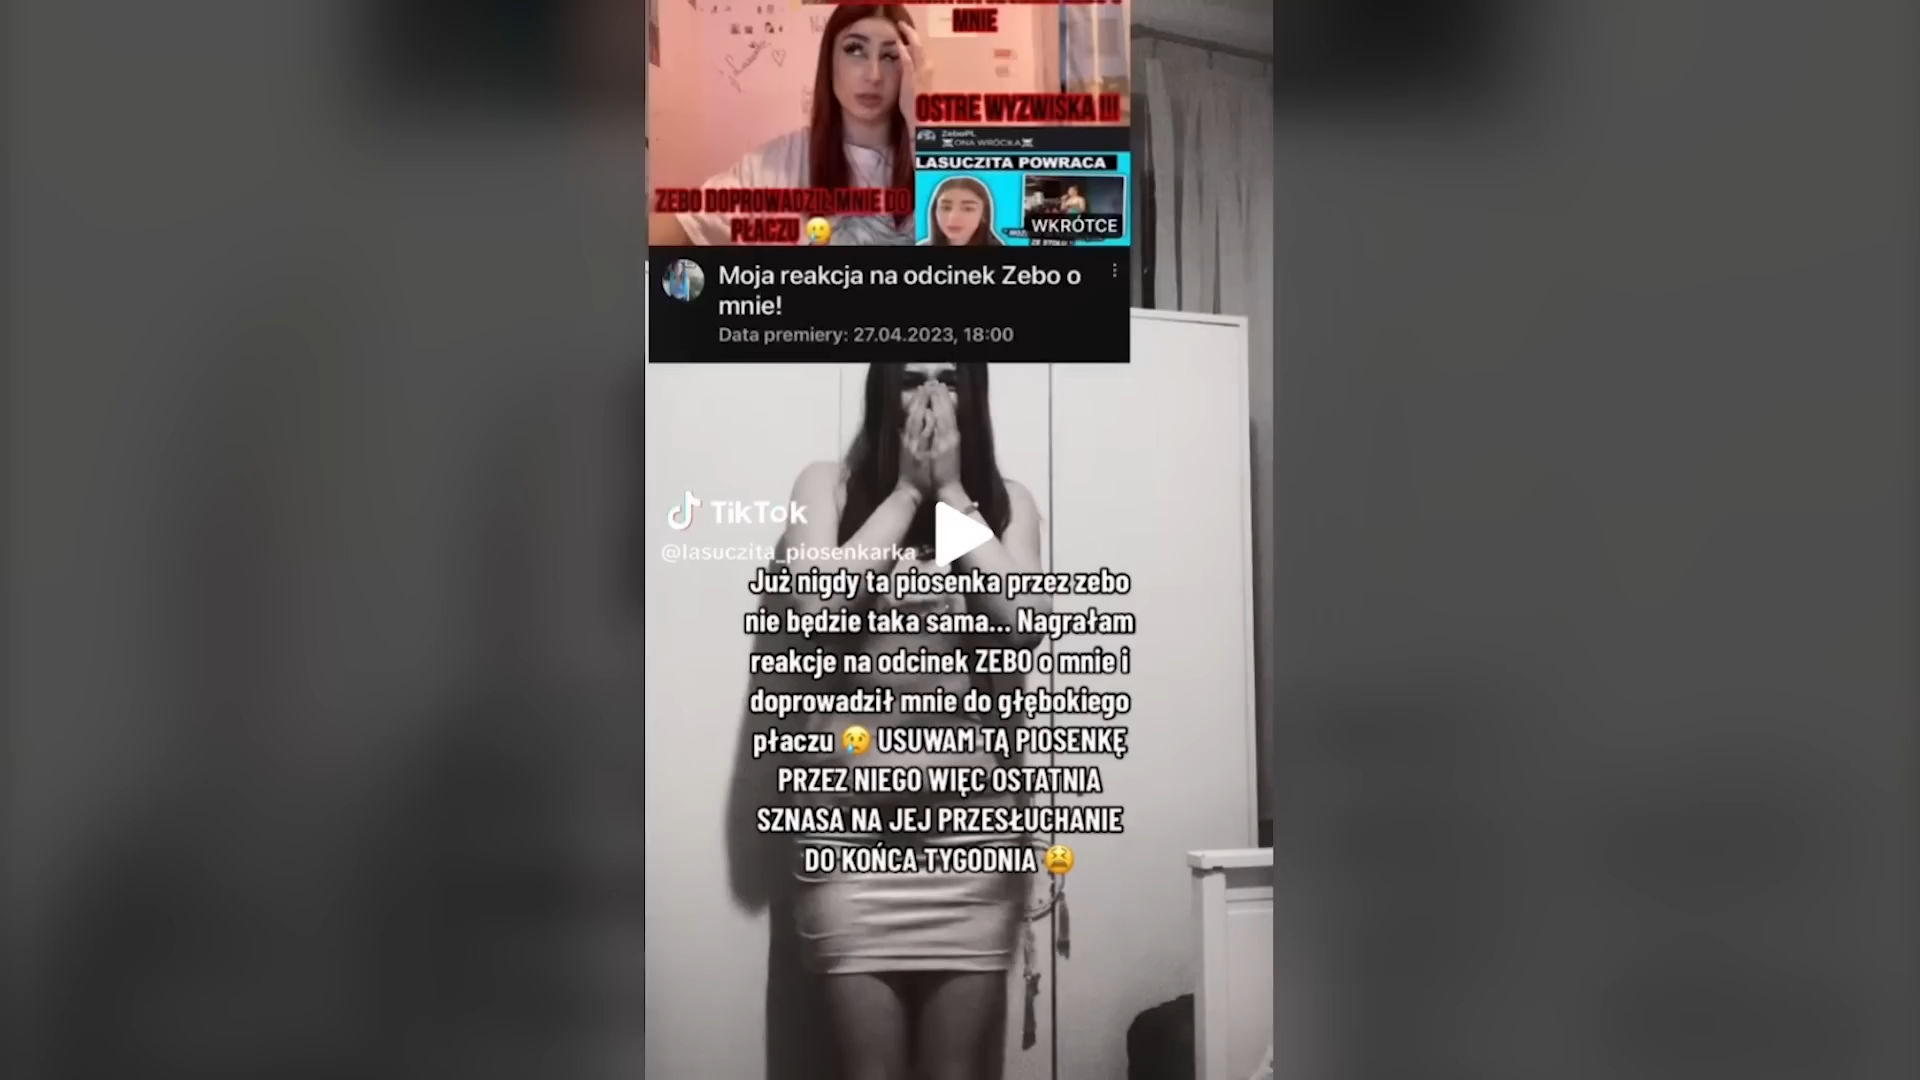 MNIE
OSTRE WYZWISKA !!!
ZeboPL
☠️ONA WRÓCIŁA☠️
LASUCZITA POWRACA
ZEBO DOPROWADZIŁ MNIE DO
PŁACZU 🥲
WKRÓTCE
Moja reakcja na odcinek Zebo o
mnie!
Data premiery: 27.04.2023, 18:00
TikTok
@lasuczita_piosenkarka
Już nigdy ta piosenka przez zebo
nie będzie taka sama... Nagrałam
reakcje na odcinek ZEBO o mnie i
doprowadził mnie do głębokiego
płaczu 😢 USUWAM TĄ PIOSENKĘ
PRZEZ NIEGO WIĘC OSTATNIA
SZNASA NA JEJ PRZESŁUCHANIE
DO KOŃCA TYGODNIA 😫